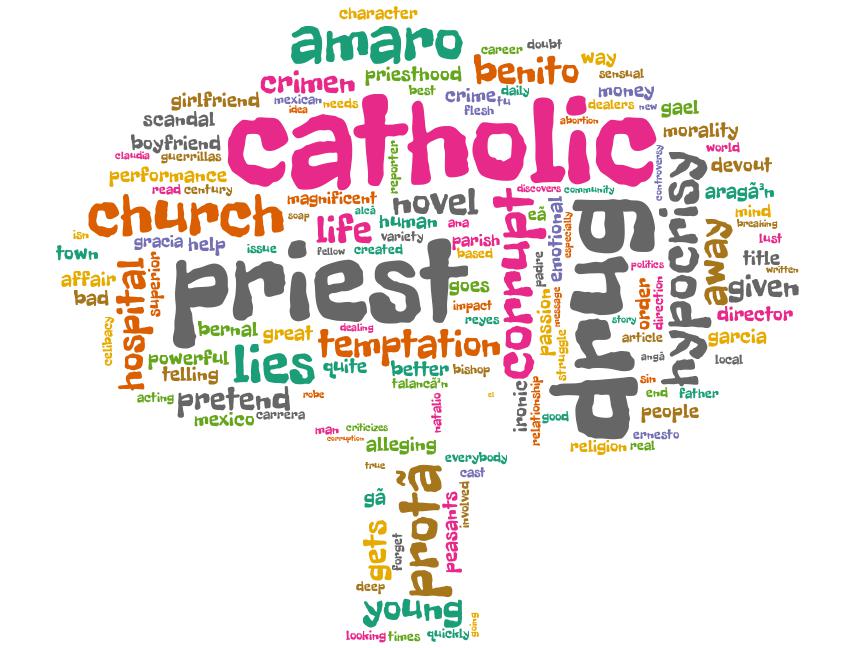 character
amaro
career
doubt
crimen
priesthood
benito
way
sensual
girlfriend
mexican
needs
idea
best
crime
tu
daily
flesh
dealers
money
new
gael
scandal
catholic
abortion
morality
boyfriend
claudia
guerrillas
reporter
controversy
world
devout
performance
read
century
magnificent
discovers
community
hypocrisy
aragã³n
church
soap
alcã
novel
corrupt
eã¨
emotional
especially
drug
mind
breaking
isn
life
human
ana
away
lust
town
gracia
help
issue
variety
fellow
created
parish
based
padre
politics
title
written
affair
bad
hospital
superior
priest
goes
passion
message
order
direction
given
impact
director
celibacy
bernal
great
dealing
reyes
struggle
story
article
garcia
powerful
telling
lies
temptation
quite
better
bishop
angã
local
talancã³n
sin
acting
pretend
robe
el
ironic
relationship
end
father
mexico
carrera
natalio
good
people
man
criticizes
corruption
ernesto
alleging
religion
real
everybody
true
protã
cast
gã
peasants
involved
gets
forget
deep
young
going
looking
times
quickly